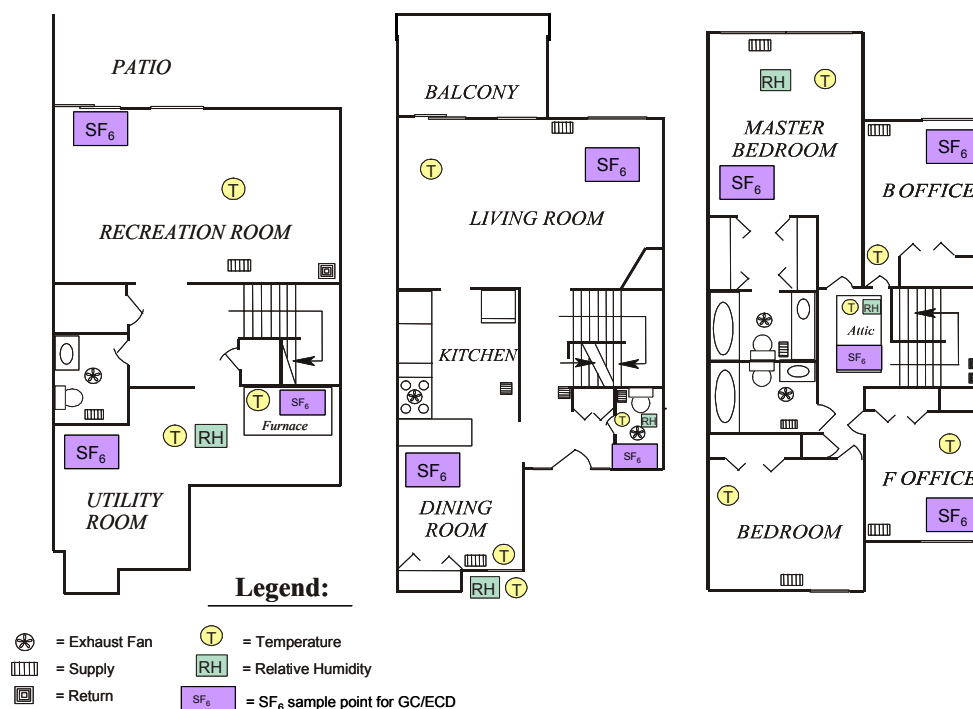 PATIO
SF6
T
RECREATION ROOM
T
SF6
Furnace
T
RH
SF6
UTILITY
ROOM
BALCONY
T
SF6
LIVING ROOM
KITCHEN
T
RH
SF6
SF6
DINING
ROOM
T
RH
T
RH
T
MASTER
BEDROOM
SF6
SF6
B OFFICE
T
T
RH
Attic
SF6
T
F OFFICE
SF6
T
BEDROOM
Legend:
= Exhaust Fan
= Supply
= Return
T = Temperature
RH = Relative Humidity
SF6 = SF6 sample point for GC/ECD